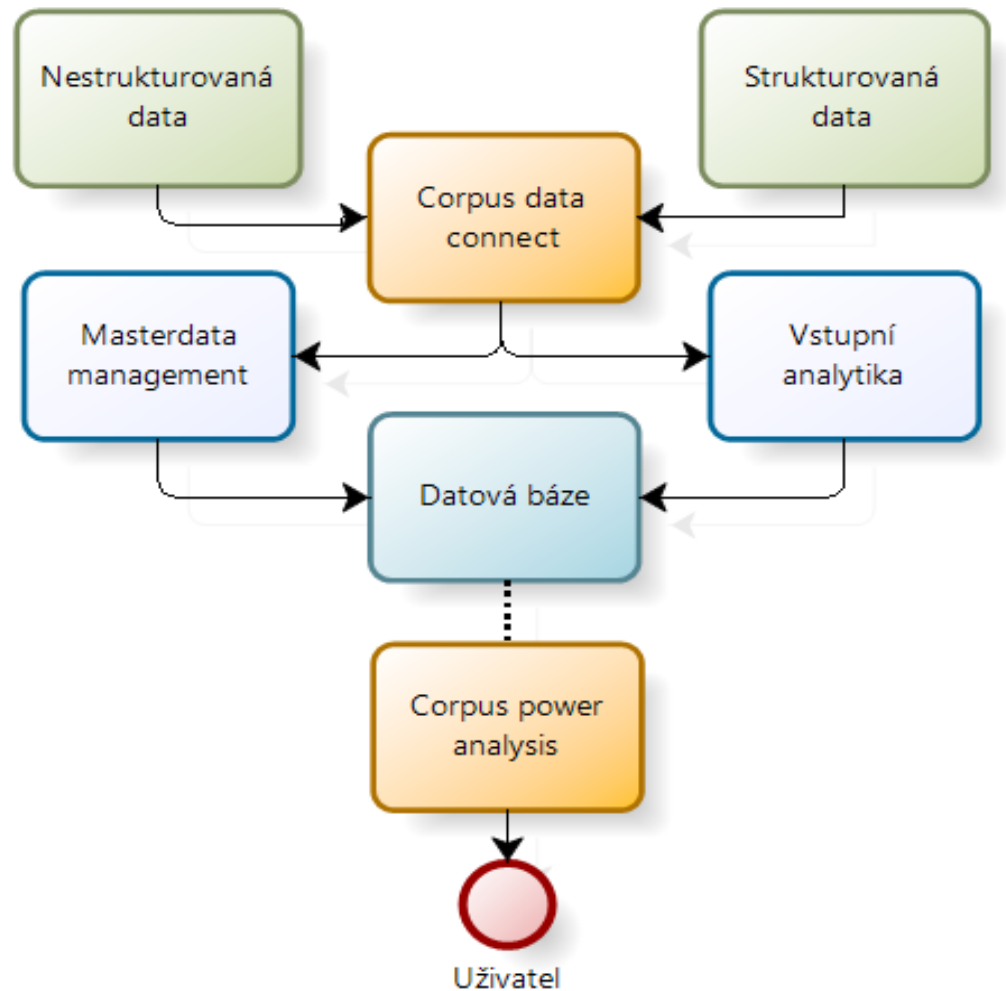 Nestrukturovaná
data
Strukturovaná
data
Corpus data
connect
Masterdata
management
Vstupní
analytika
Datová báze
Corpus power
analysis
Uživatel